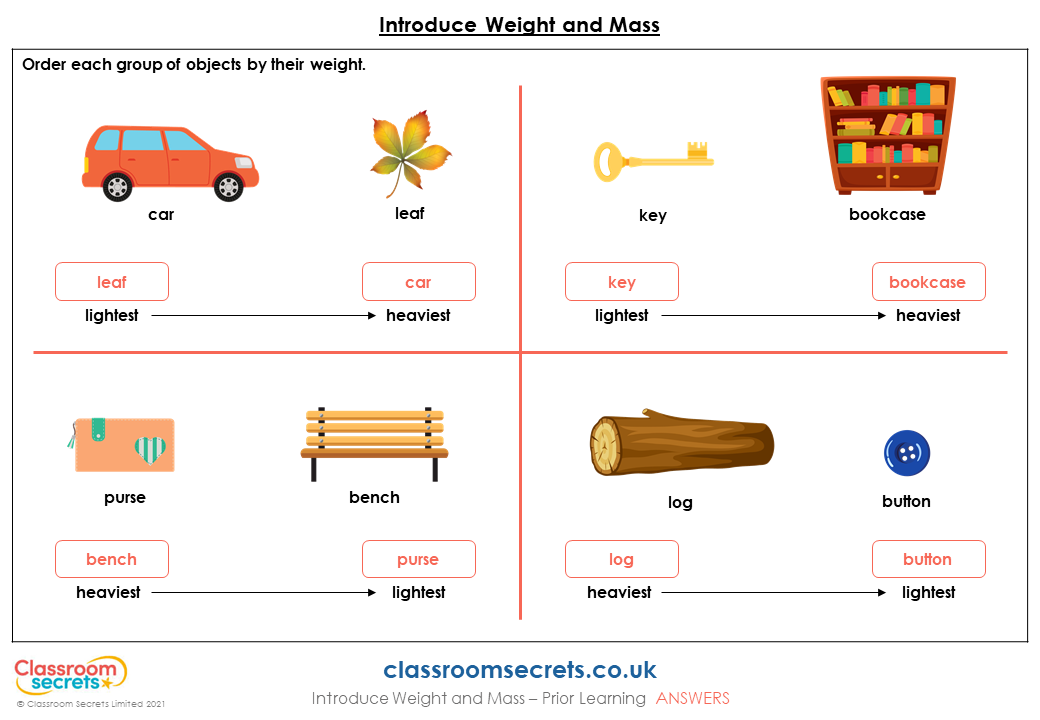 Introduce Weight and Mass
Order each group of objects by their weight.
car
leaf
leaf
car
lightest
heaviest
key
bookcase
key
bookcase
lightest
heaviest
purse
bench
bench
purse
heaviest
lightest
log
button
log
button
heaviest
lightest
Classroom
secrets
© Classroom Secrets Limited 2021
classroomsecrets.co.uk
Introduce Weight and Mass – Prior Learning ANSWERS